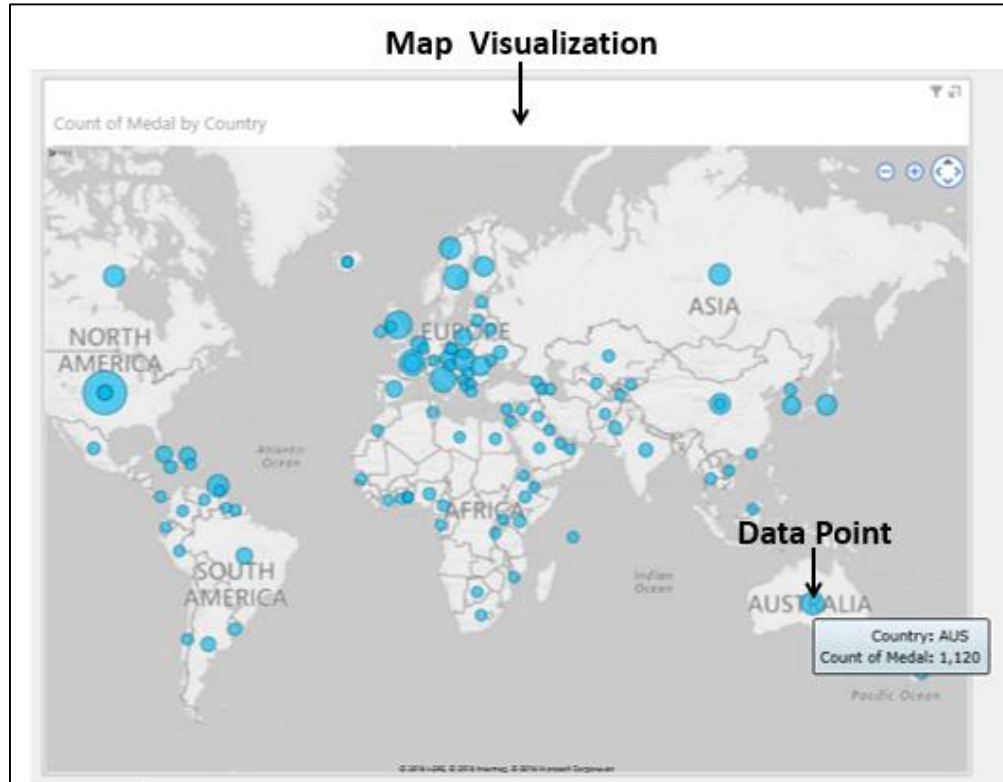 Map Visualization
Count of Medal by Country
NORTH
AMERICA
EUROPE
ASIA
Atlantic
Ocean
AFRICA
SOUTH
AMERICA
Indian
Ocean
Data Point
AUSTRALIA
Country: AUS
Count of Medal: 1,120
Pacific Ocean